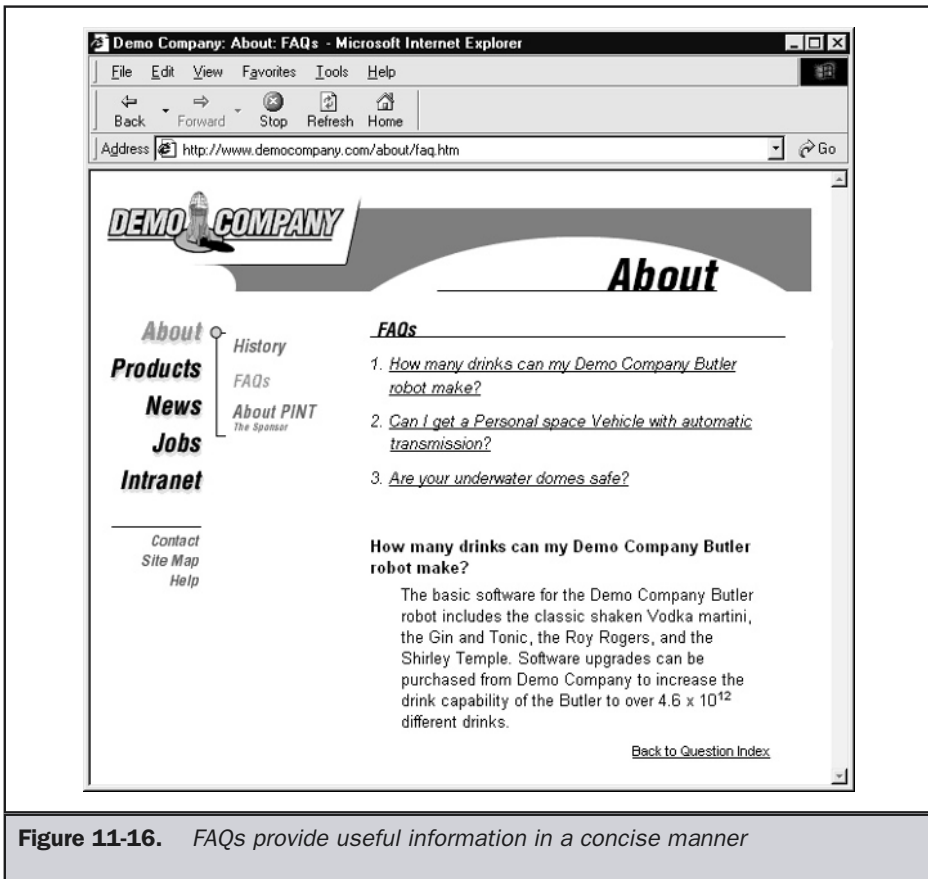 Demo Company: About: FAQs - Microsoft Internet Explorer
File Edit View Favorites Tools Help
Back Forward Stop Refresh Home
Address http://www.democompany.com/about/faq.htm Go
DEMO COMPANY
About
About
Products
News
Jobs
Intranet
History
FAQs
About PINT
The Sponsor
Contact
Site Map
Help
FAQs
1. How many drinks can my Demo Company Butler
robot make?
2. Can I get a Personal space Vehicle with automatic
transmission?
3. Are your underwater domes safe?
How many drinks can my Demo Company Butler
robot make?
The basic software for the Demo Company Butler
robot includes the classic shaken Vodka martini,
the Gin and Tonic, the Roy Rogers, and the
Shirley Temple. Software upgrades can be
purchased from Demo Company to increase the
drink capability of the Butler to over 4.6 x 10¹²
different drinks.
Back to Question Index
Figure 11-16. FAQs provide useful information in a concise manner